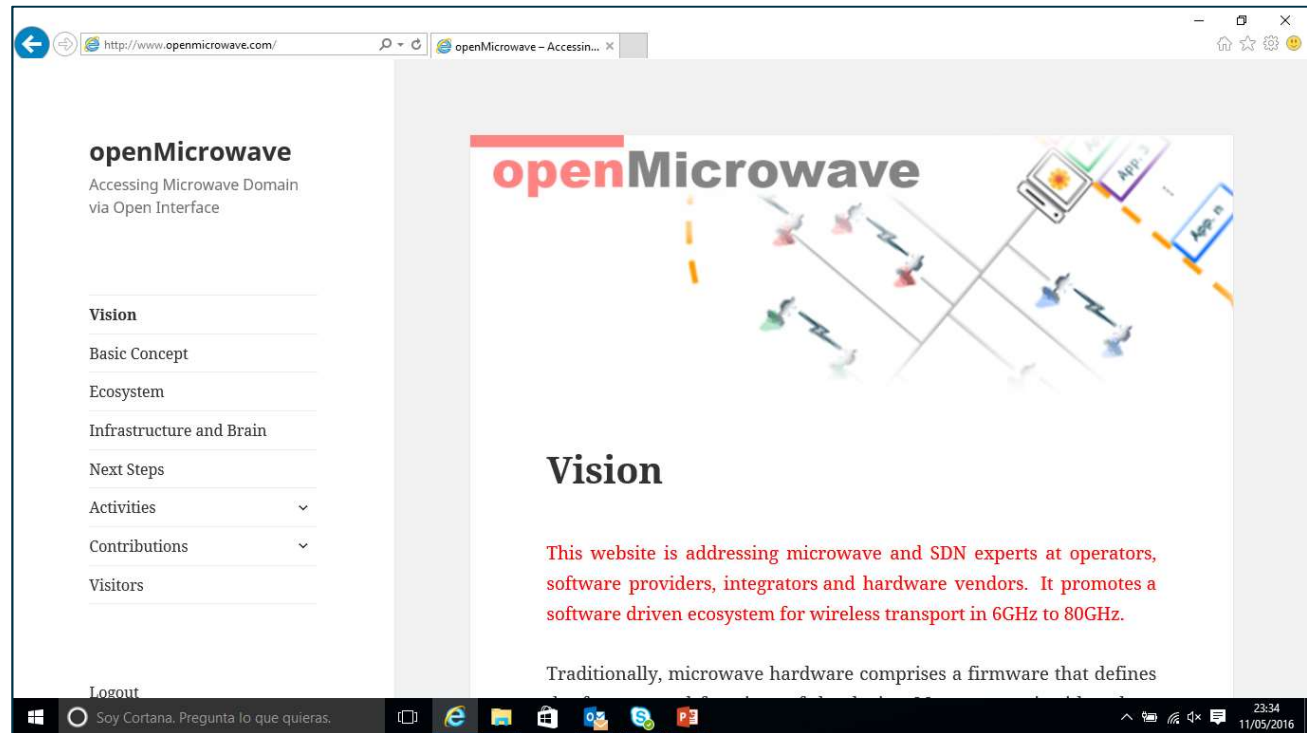 http://www.openmicrowave.com/
openMicrowave – Accessin...
openMicrowave
Accessing Microwave Domain
via Open Interface
Vision
Basic Concept
Ecosystem
Infrastructure and Brain
Next Steps
Activities
Contributions
Visitors
Logout
openMicrowave
App. 3
...
App. n
Vision
This website is addressing microwave and SDN experts at operators,
software providers, integrators and hardware vendors. It promotes a
software driven ecosystem for wireless transport in 6GHz to 80GHz.
Traditionally, microwave hardware comprises a firmware that defines
Soy Cortana. Pregunta lo que quieras.
23:34
11/05/2016